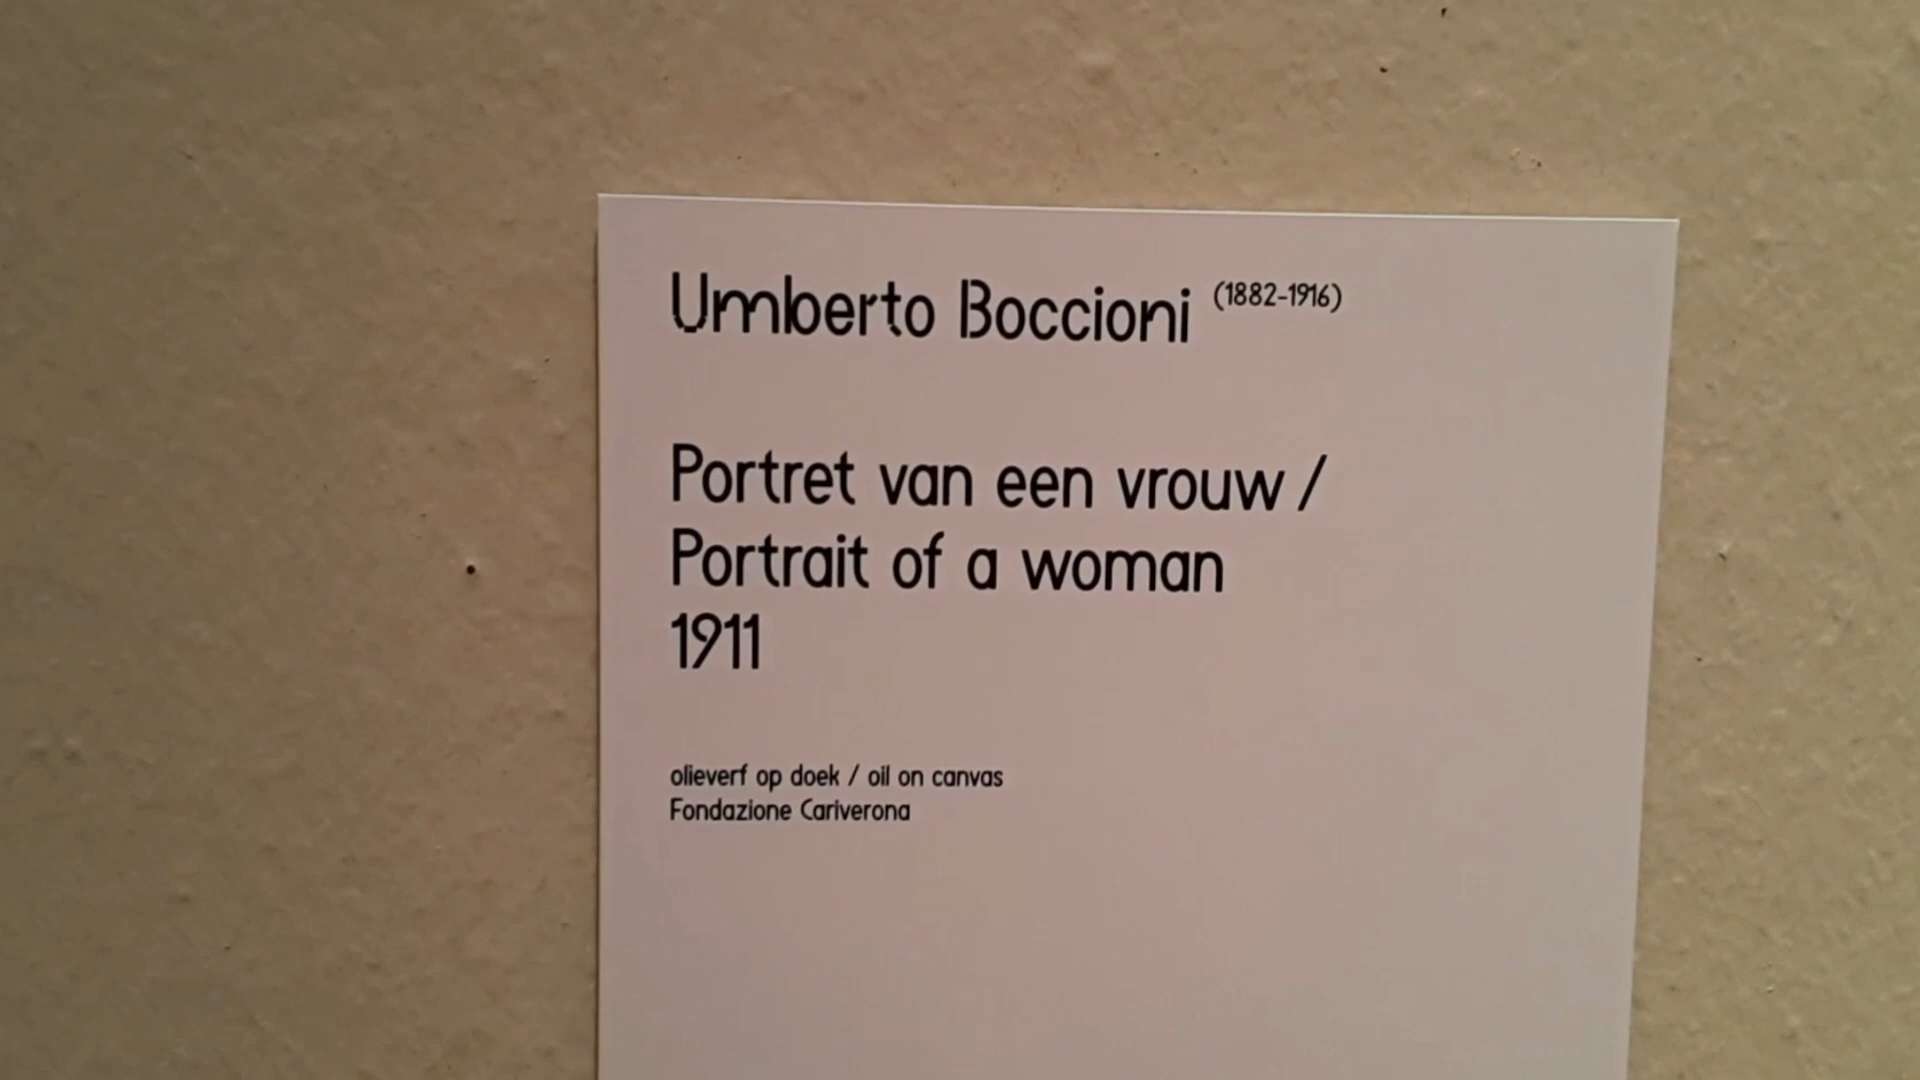 Umberto Boccioni (1882-1916)
Portret van een vrouw /
Portrait of a woman
1911
olieverf op doek / oil on canvas
Fondazione Cariverona